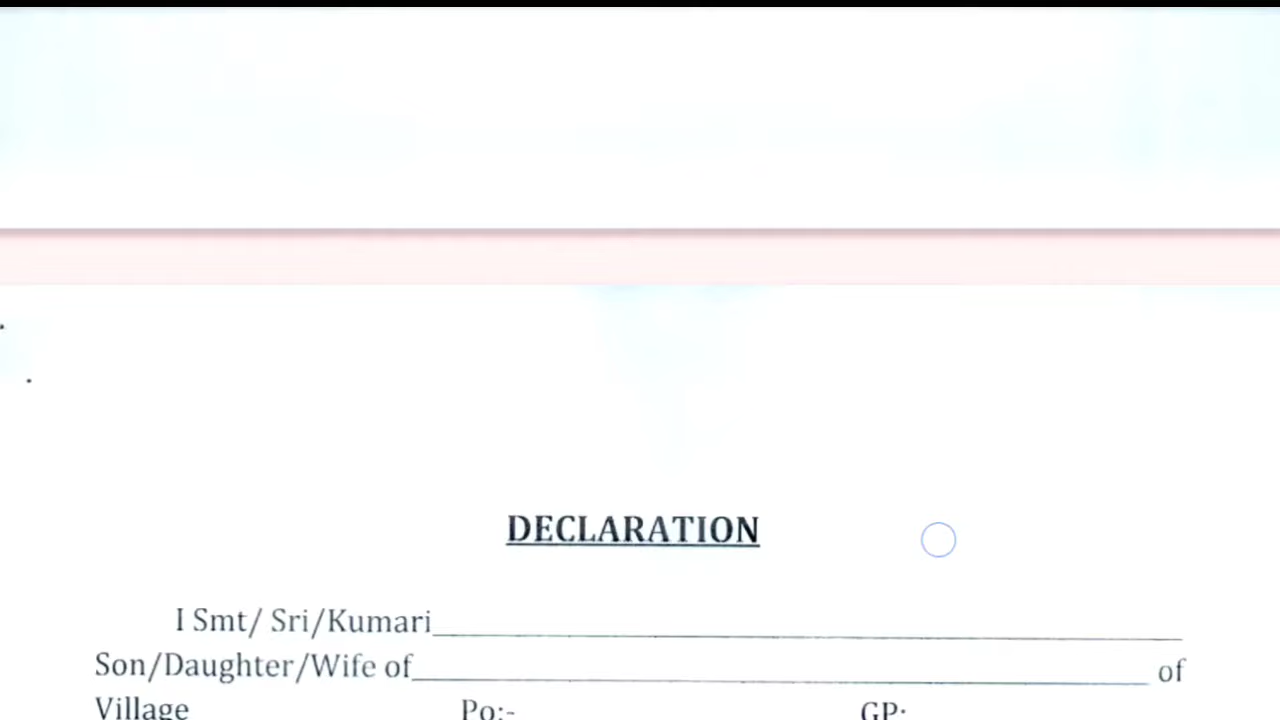 DECLARATION
I Smt/ Sri/Kumari
Son/Daughter/Wife of of
Village Po:- GP: